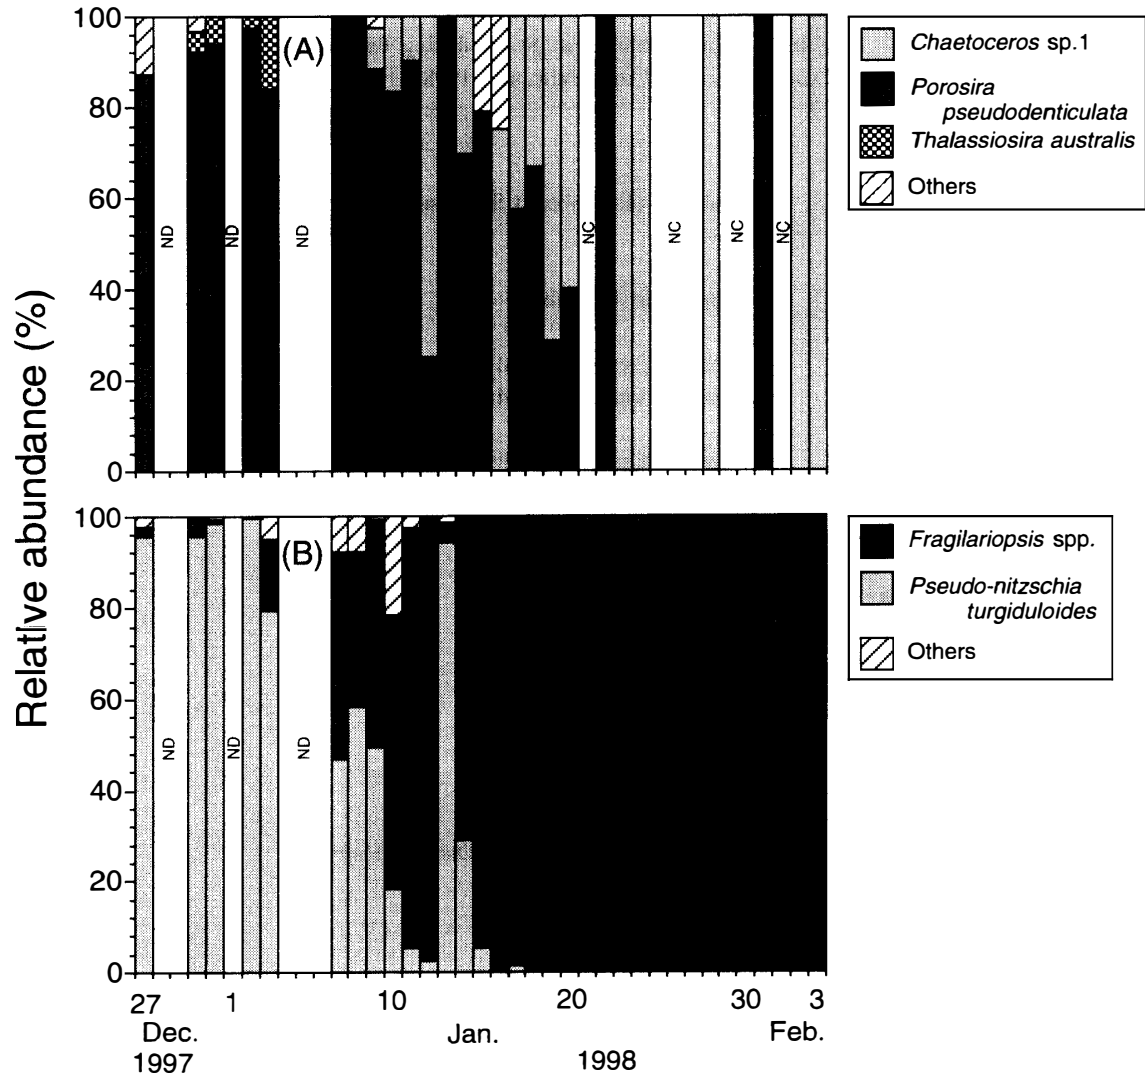 Relative abundance (%)
100
80
60
40
20
0
(A)
ND
ND
ND
NC
NC
NC
NC
Chaetoceros sp.1
Porosira
pseudodenticulata
Thalassiosira australis
Others
100
80
60
40
20
0
(B)
ND
ND
ND
Fragilariopsis spp.
Pseudo-nitzschia
turgiduloides
Others
27 1 10 20 30 3
Dec. Jan. Feb.
1997 1998